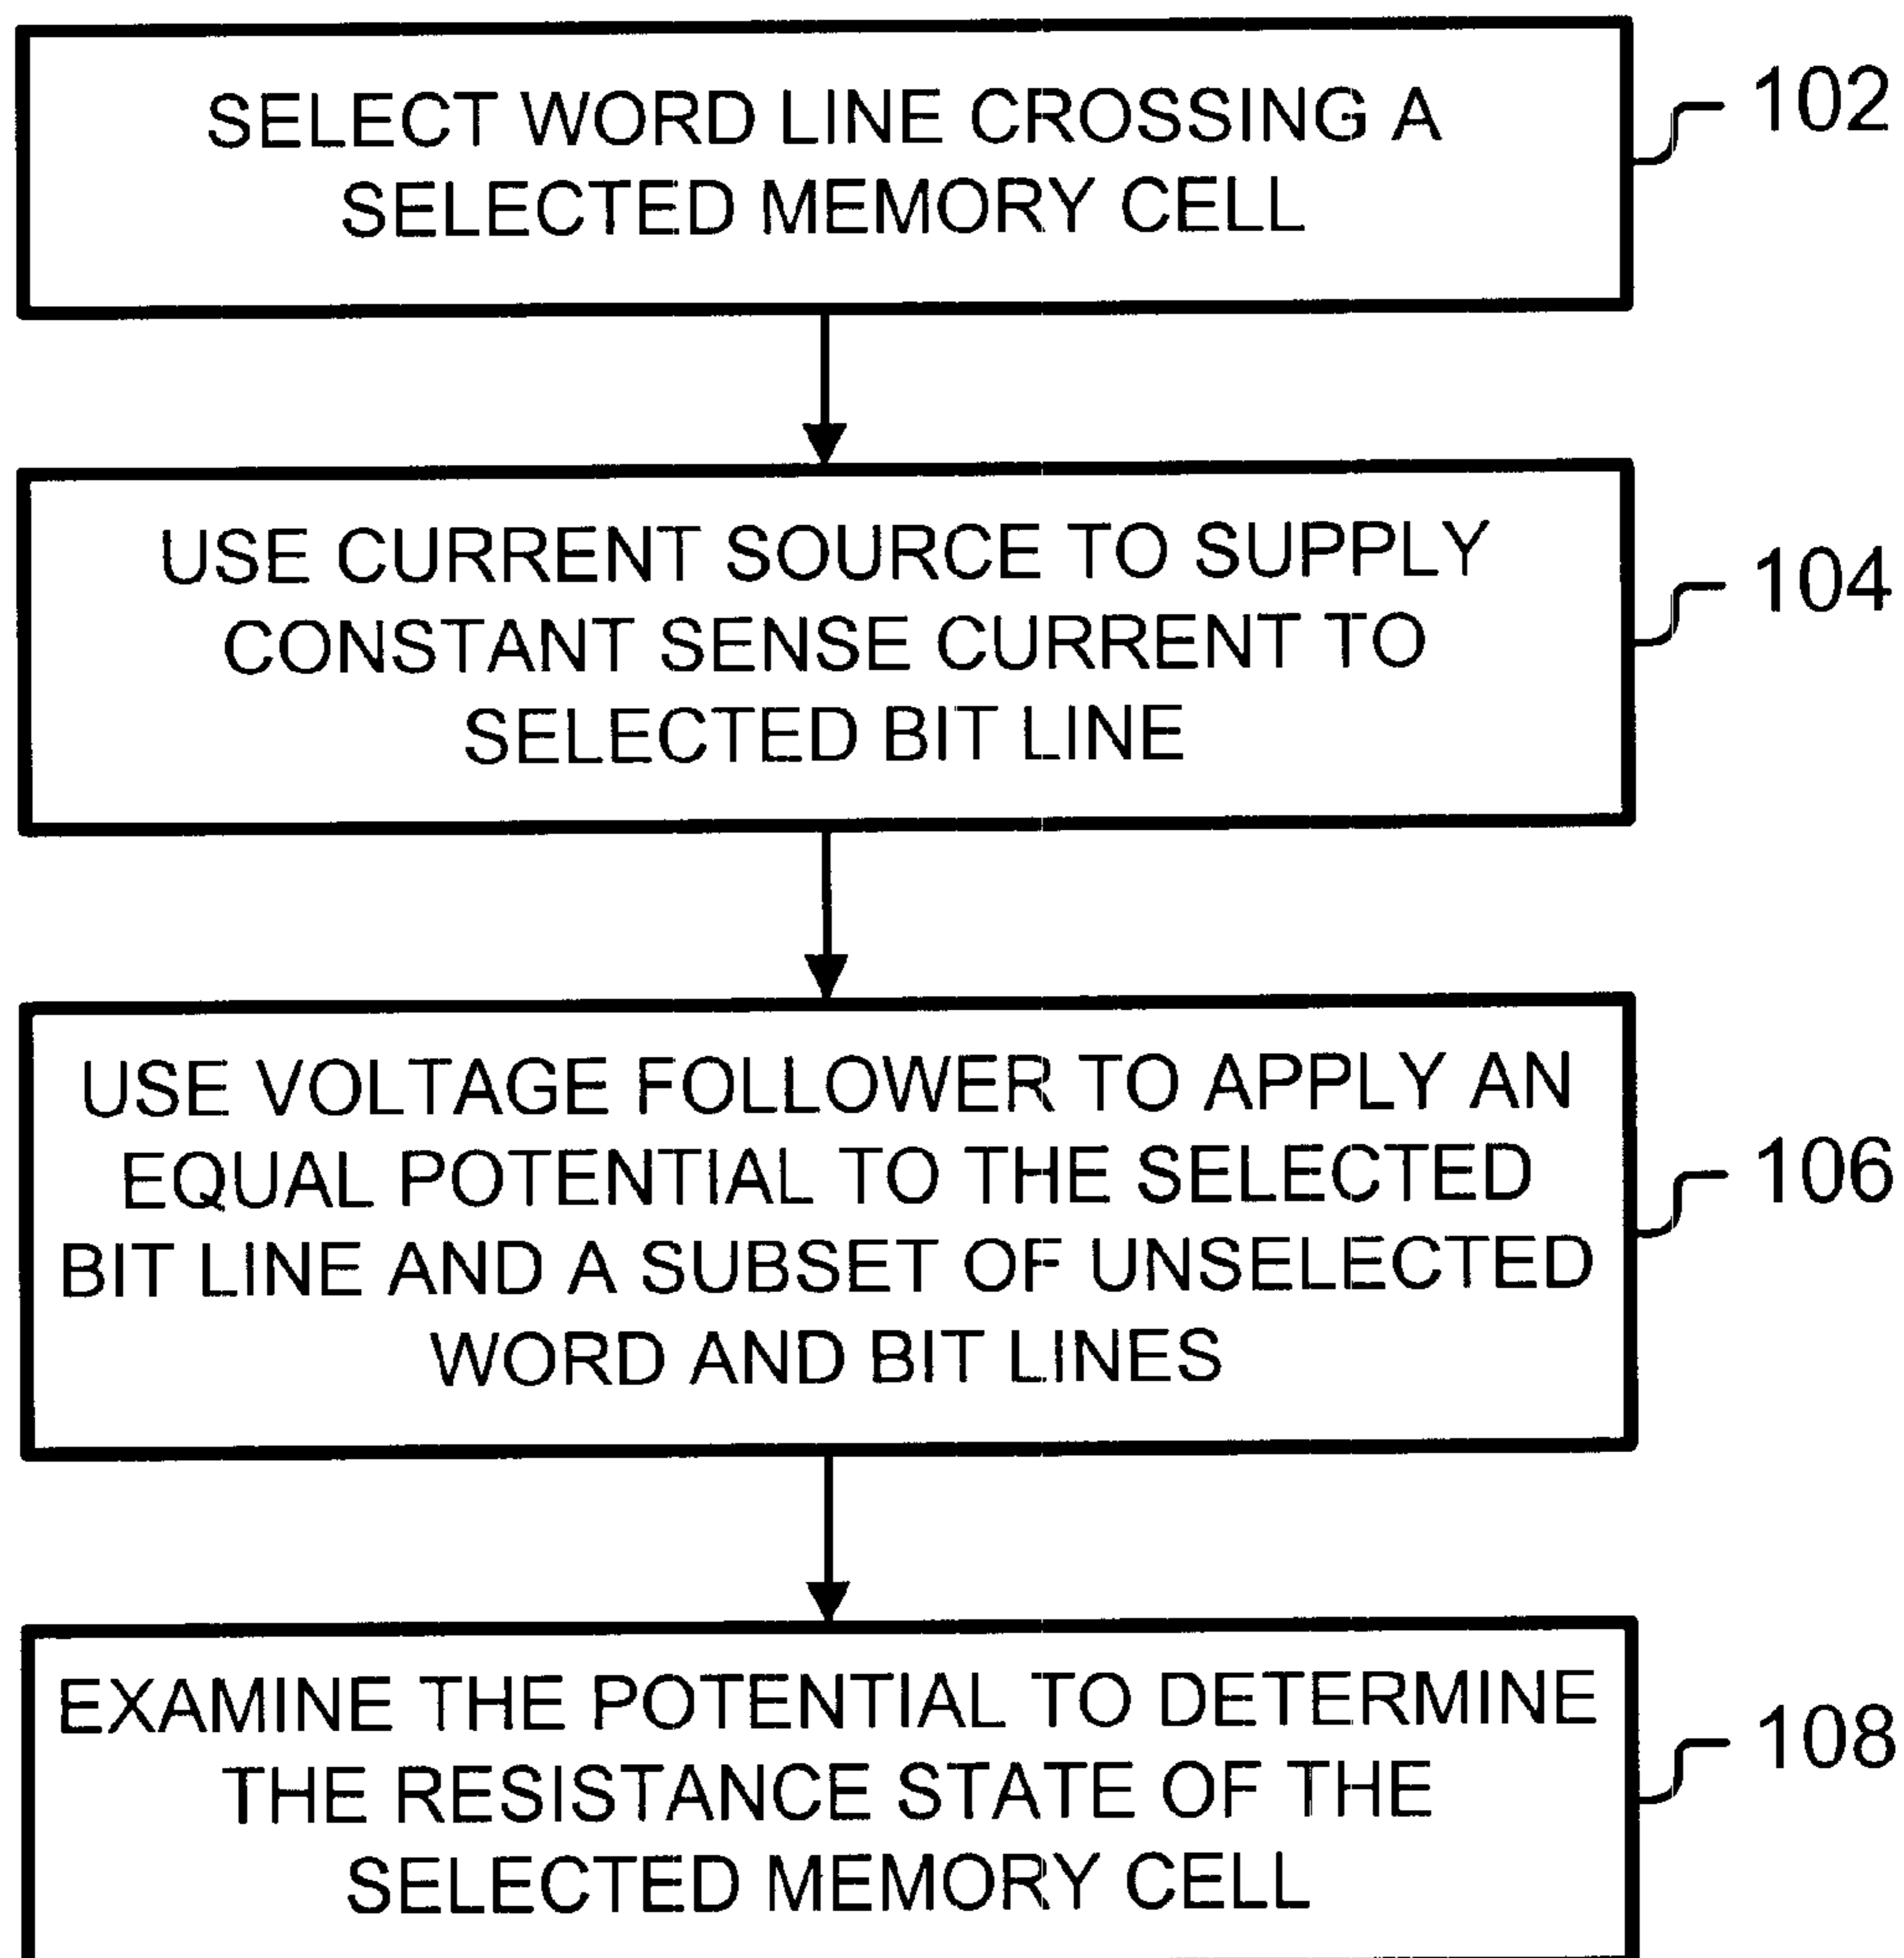 SELECT WORD LINE CROSSING A
SELECTED MEMORY CELL
102
USE CURRENT SOURCE TO SUPPLY
CONSTANT SENSE CURRENT TO
SELECTED BIT LINE
104
USE VOLTAGE FOLLOWER TO APPLY AN
EQUAL POTENTIAL TO THE SELECTED
BIT LINE AND A SUBSET OF UNSELECTED
WORD AND BIT LINES
106
EXAMINE THE POTENTIAL TO DETERMINE
THE RESISTANCE STATE OF THE
SELECTED MEMORY CELL
108